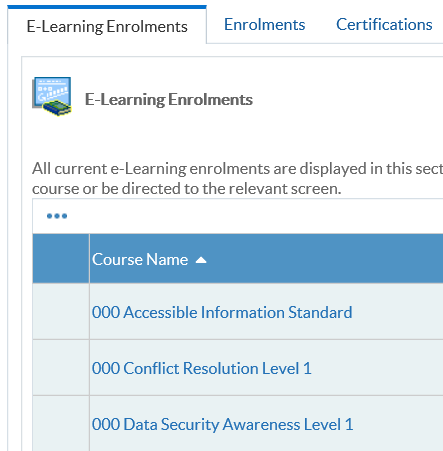 E-Learning Enrolments
Enrolments
Certifications
E-Learning Enrolments
All current e-Learning enrolments are displayed in this sect
course or be directed to the relevant screen.
Course Name
000 Accessible Information Standard
000 Conflict Resolution Level 1
000 Data Security Awareness Level 1